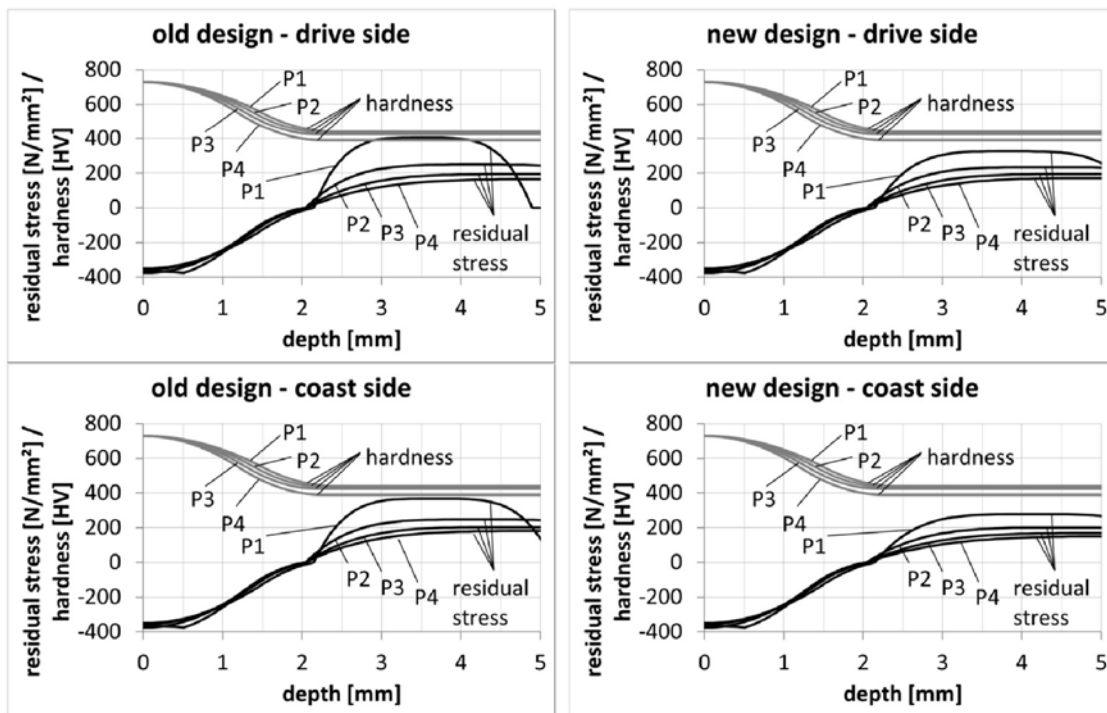 old design - drive side
residual stress [N/mm²] /
hardness [HV]
800
600
400
200
0
-200
-400
P1
P2
hardness
P3
P4
P1
P2
P3
P4
residual
stress
0
1
2
3
4
5
depth [mm]
new design - drive side
residual stress [N/mm²] /
hardness [HV]
800
600
400
200
0
-200
-400
P1
P2
hardness
P3
P4
P1
P2
P3
P4
residual
stress
0
1
2
3
4
5
depth [mm]
old design - coast side
residual stress [N/mm²] /
hardness [HV]
800
600
400
200
0
-200
-400
P1
P2
hardness
P3
P4
P1
P2
P3
P4
residual
stress
0
1
2
3
4
5
depth [mm]
new design - coast side
residual stress [N/mm²] /
hardness [HV]
800
600
400
200
0
-200
-400
P1
P2
hardness
P3
P4
P1
P2
P3
P4
residual
stress
0
1
2
3
4
5
depth [mm]